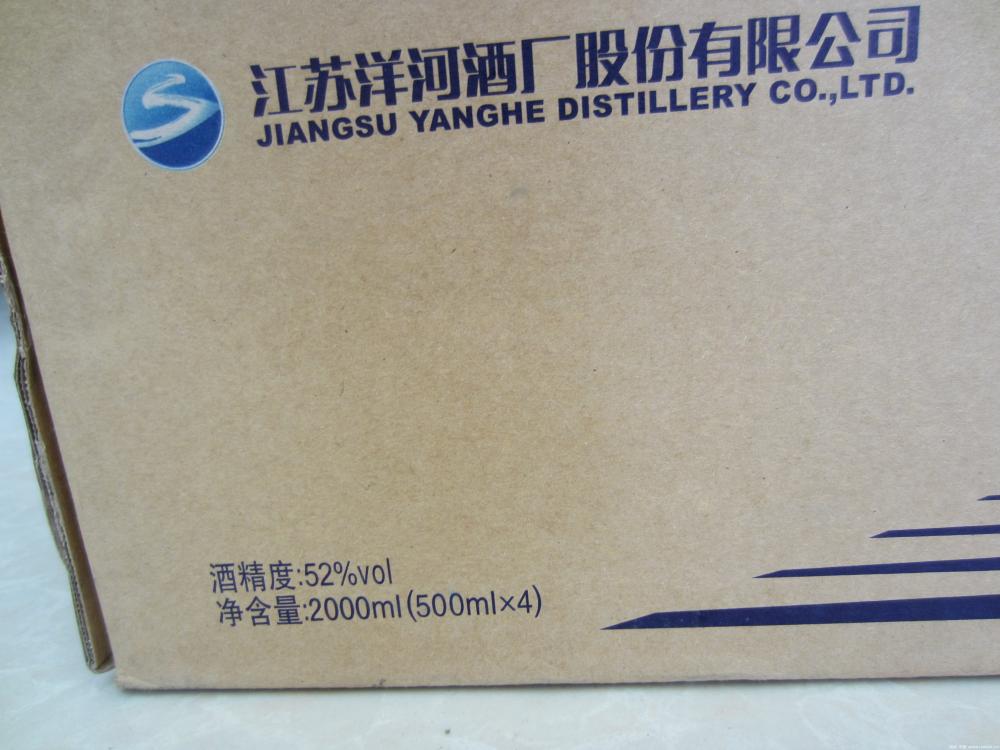 江苏洋河酒厂股份有限公司
JIANGSU YANGHE DISTILLERY CO.,LTD.
酒精度:52%vol
净含量:2000ml(500ml×4)